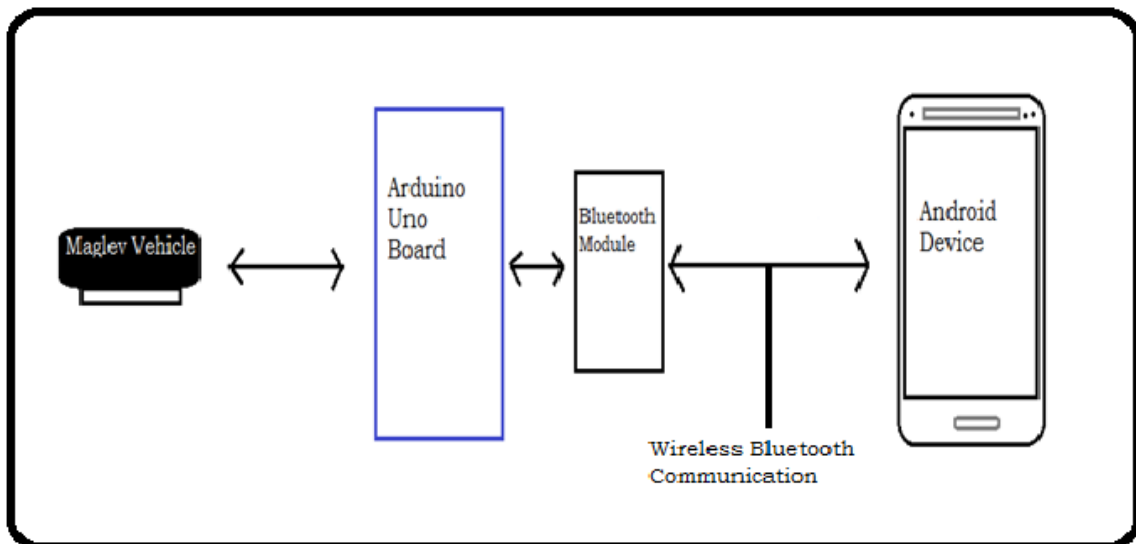 Maglev Vehicle
Arduino
Uno
Board
Bluetooth
Module
Android
Device
Wireless Bluetooth
Communication